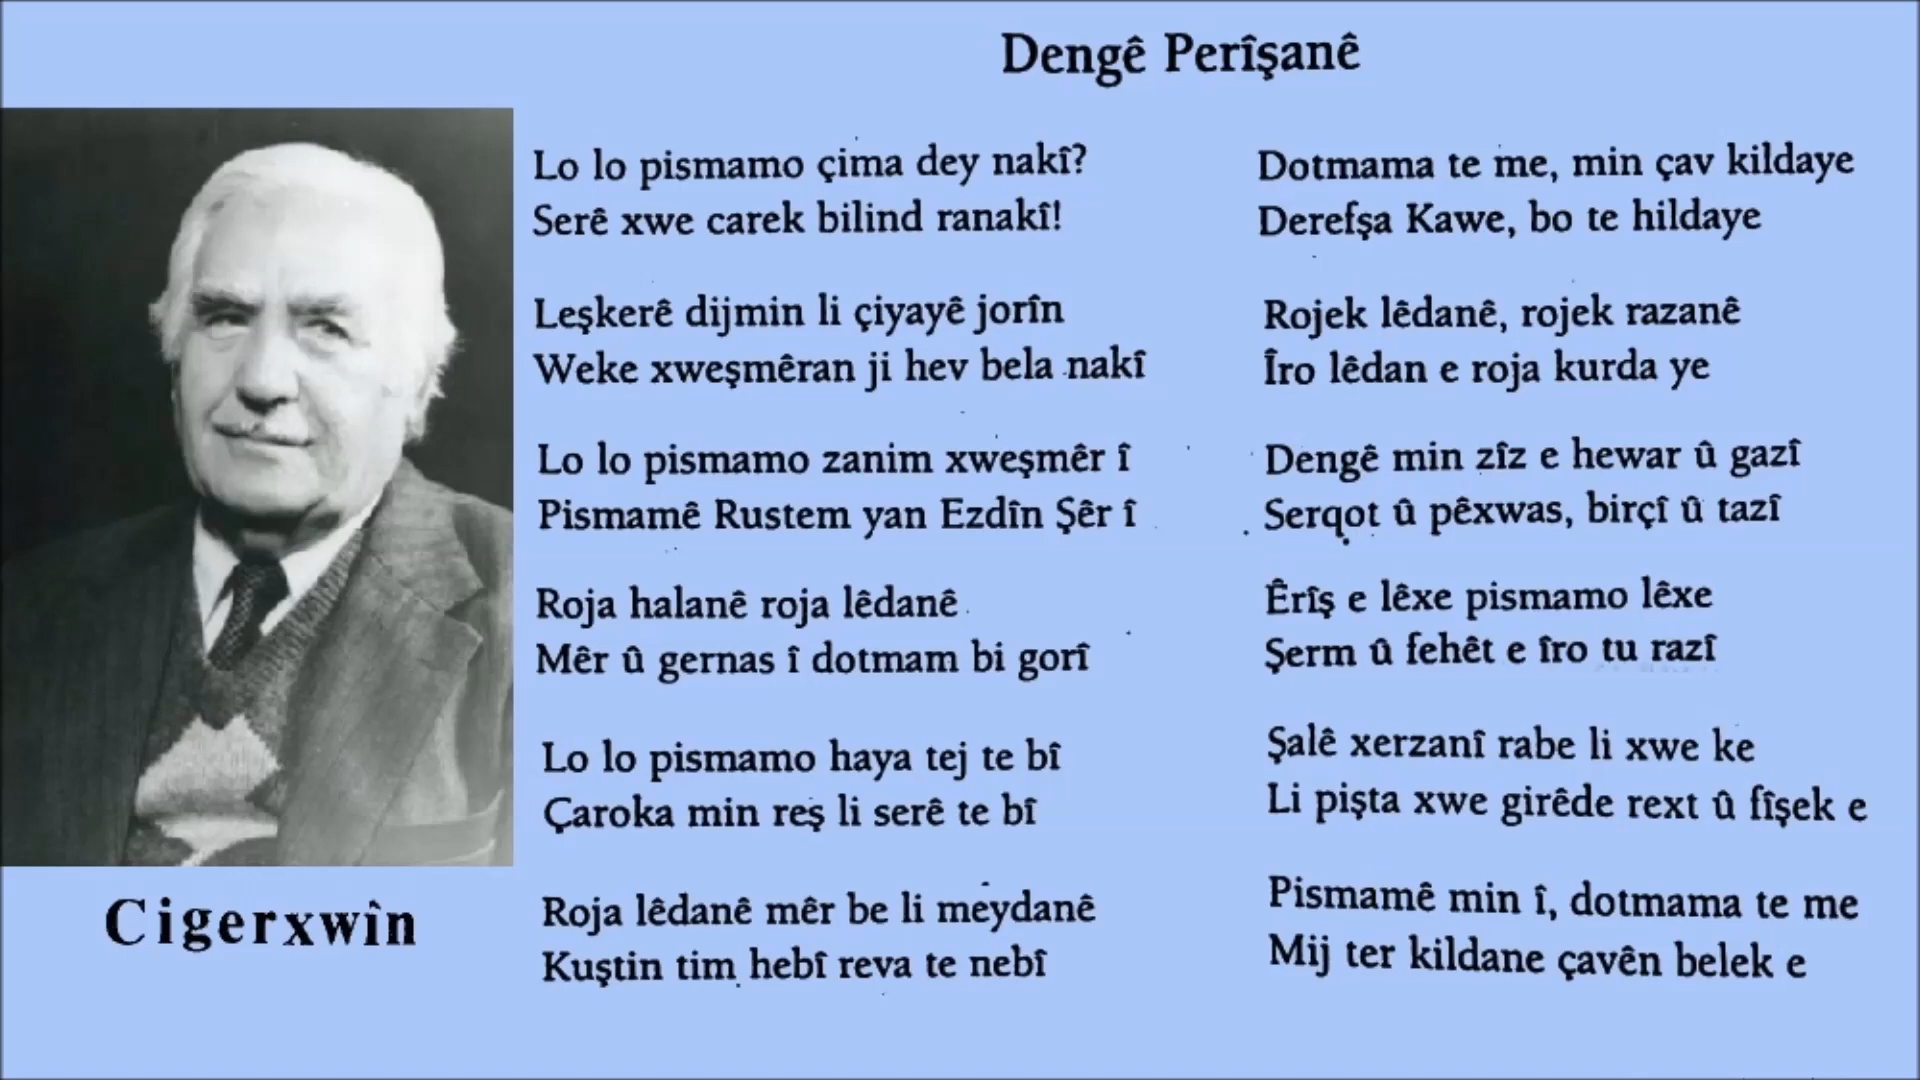 Dengê Perîşanê
Lo lo pismamo çima dey nakî?
Serê xwe carek bilind ranakî!
Leşkerê dijmin li çiyayê jorîn
Weke xweşmêran ji hev bela nakî
Lo lo pismamo zanim xweşmêr î
Pismamê Rustem yan Ezdîn Şêr î
Roja halanê roja lêdanê
Mêr û gernas î dotmam bi gorî
Lo lo pismamo haya tej te bî
Çaroka min reş li serê te bî
Roja lêdanê mêr be li meydanê
Kuştin tim hebî reva te nebî
Dotmama te me, min çav kildaye
Derefşa Kawe, bo te hildaye
Rojek lêdanê, rojek razanê
Îro lêdan e roja kurda ye
Dengê min zîz e hewar û gazî
Serqot û pêxwas, birçî û tazî
Êrîş e lêxe pismamo lêxe
Şerm û fehêt e îro tu razî
Şalê xerzanî rabe li xwe ke
Li pişta xwe girêde rext û fîşek e
Pismamê min î, dotmama te me
Mij ter kildane çavên belek e
Cigerxwîn